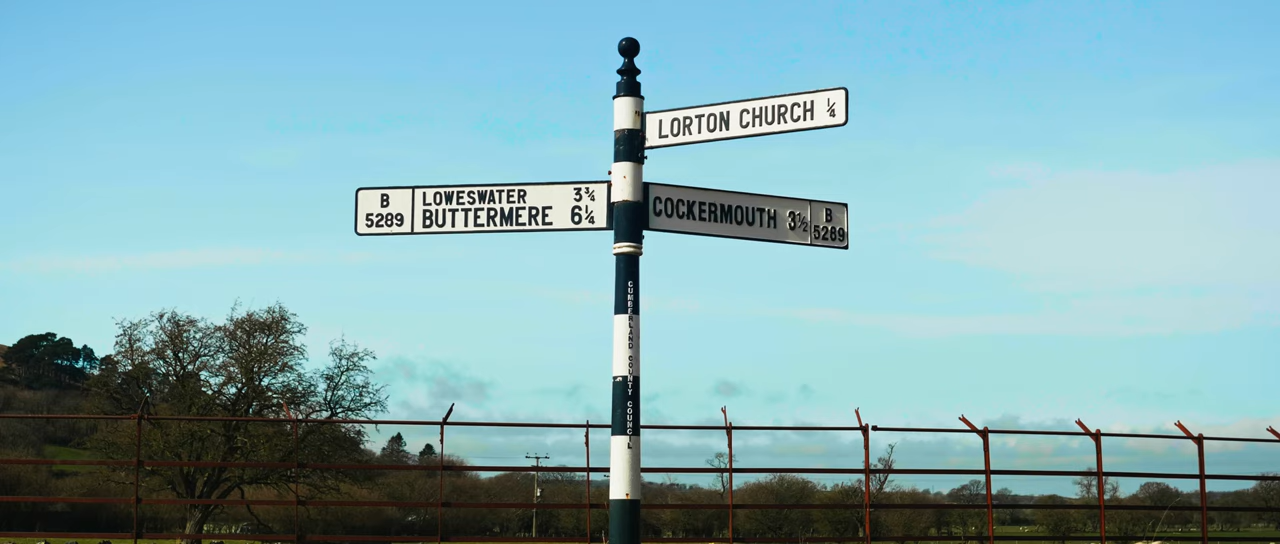 LORTON CHURCH ¼
B
5289
LOWESWATER 3¾
BUTTERMERE 6¼
COCKERMOUTH 3½
B
5289
CUMBERLAND COUNTY COUNCIL